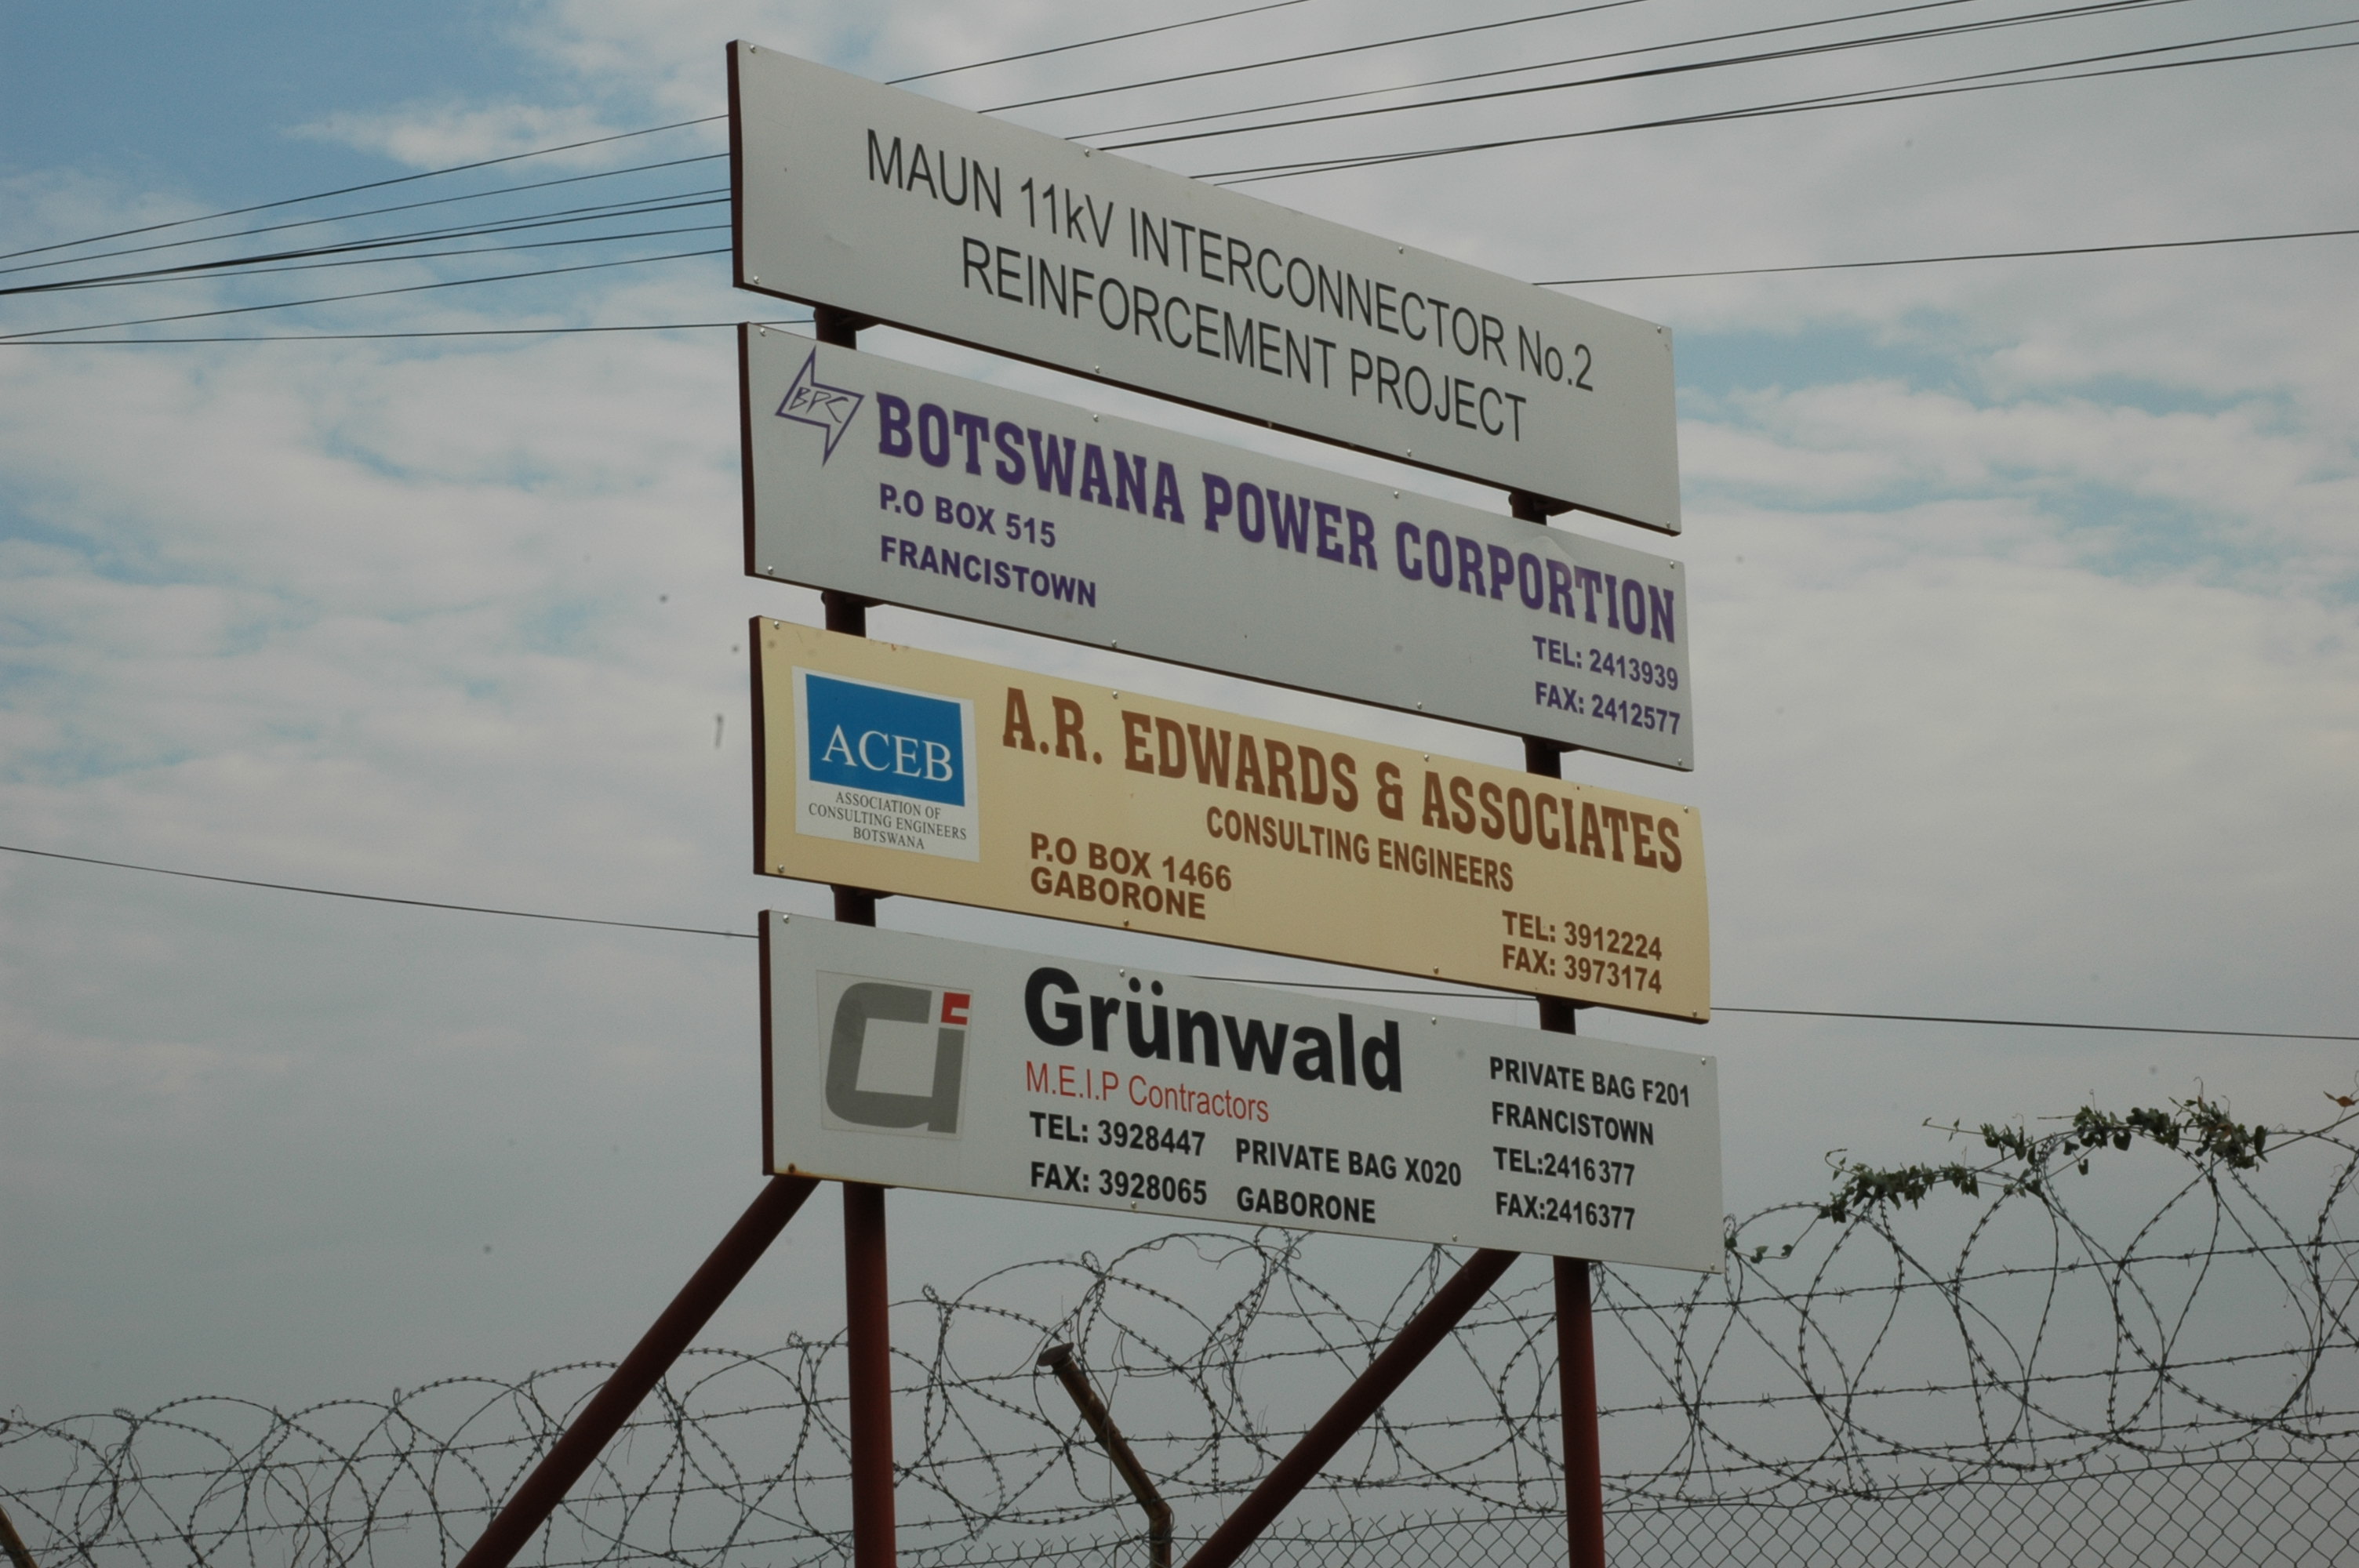 MAUN 11kV INTERCONNECTOR No.2
REINFORCEMENT PROJECT
BPC
BOTSWANA POWER CORPORTION
P.O BOX 515
FRANCISTOWN
TEL: 2413939
FAX: 2412577
ACEB
ASSOCIATION OF
CONSULTING ENGINEERS
BOTSWANA
A.R. EDWARDS & ASSOCIATES
CONSULTING ENGINEERS
P.O BOX 1466
GABORONE
TEL: 3912224
FAX: 3973174
Grünwald
M.E.I.P Contractors
TEL: 3928447
FAX: 3928065
PRIVATE BAG X020
GABORONE
PRIVATE BAG F201
FRANCISTOWN
TEL:2416377
FAX:2416377